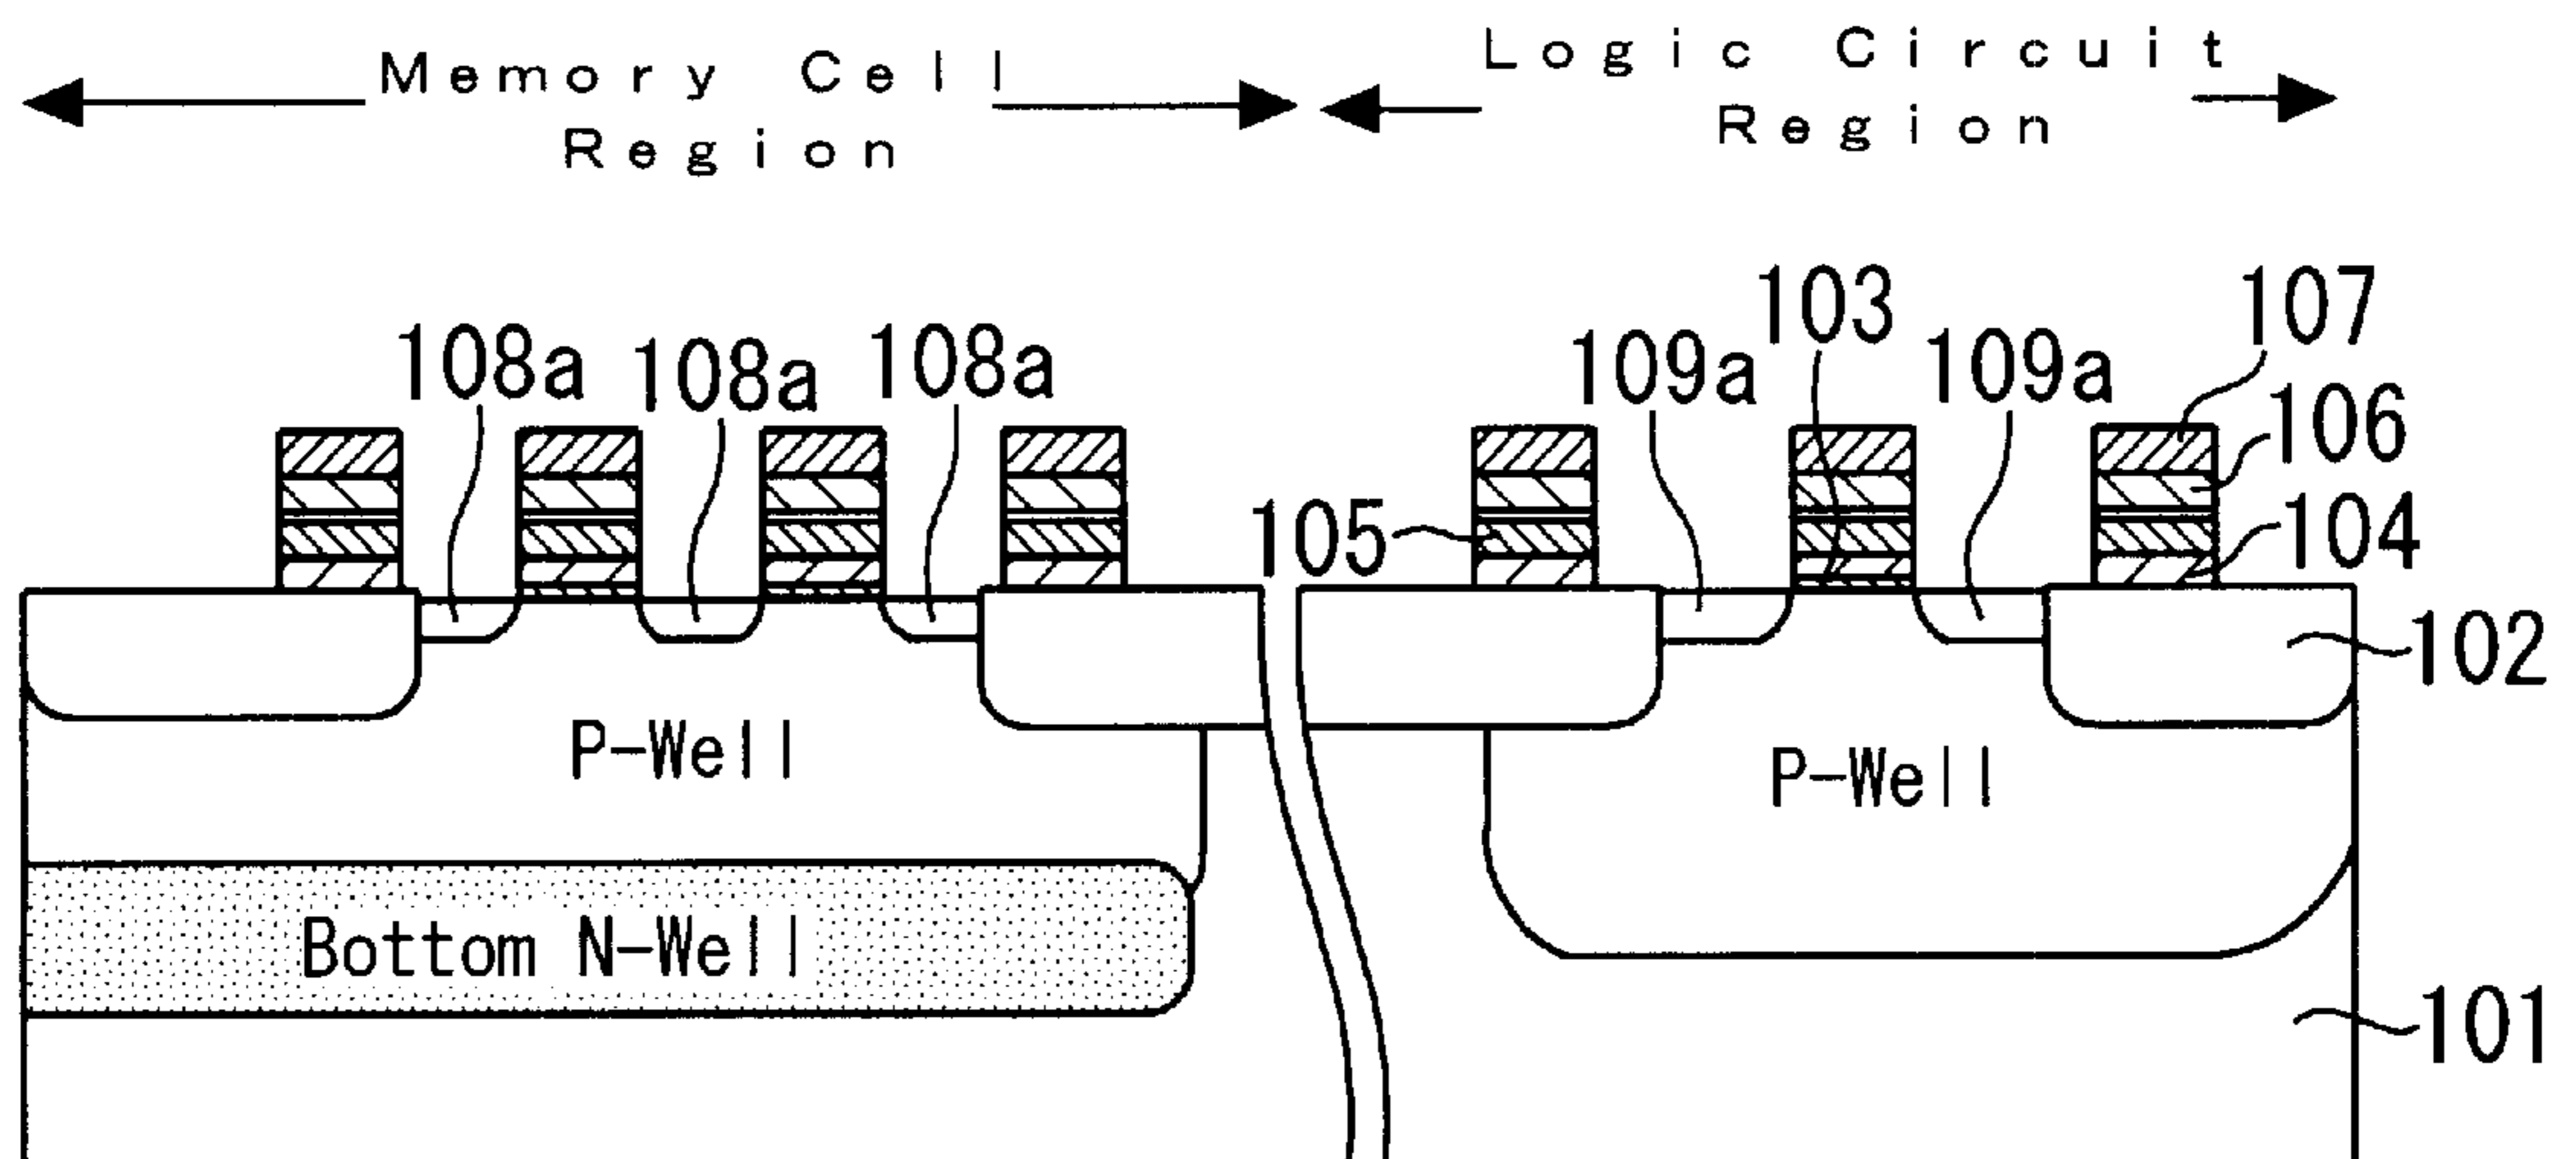 Memory Cell
Region
Logic Circuit
Region
108a
108a
108a
109a
103
109a
107
106
105
104
102
P-Well
P-Well
Bottom N-Well
101